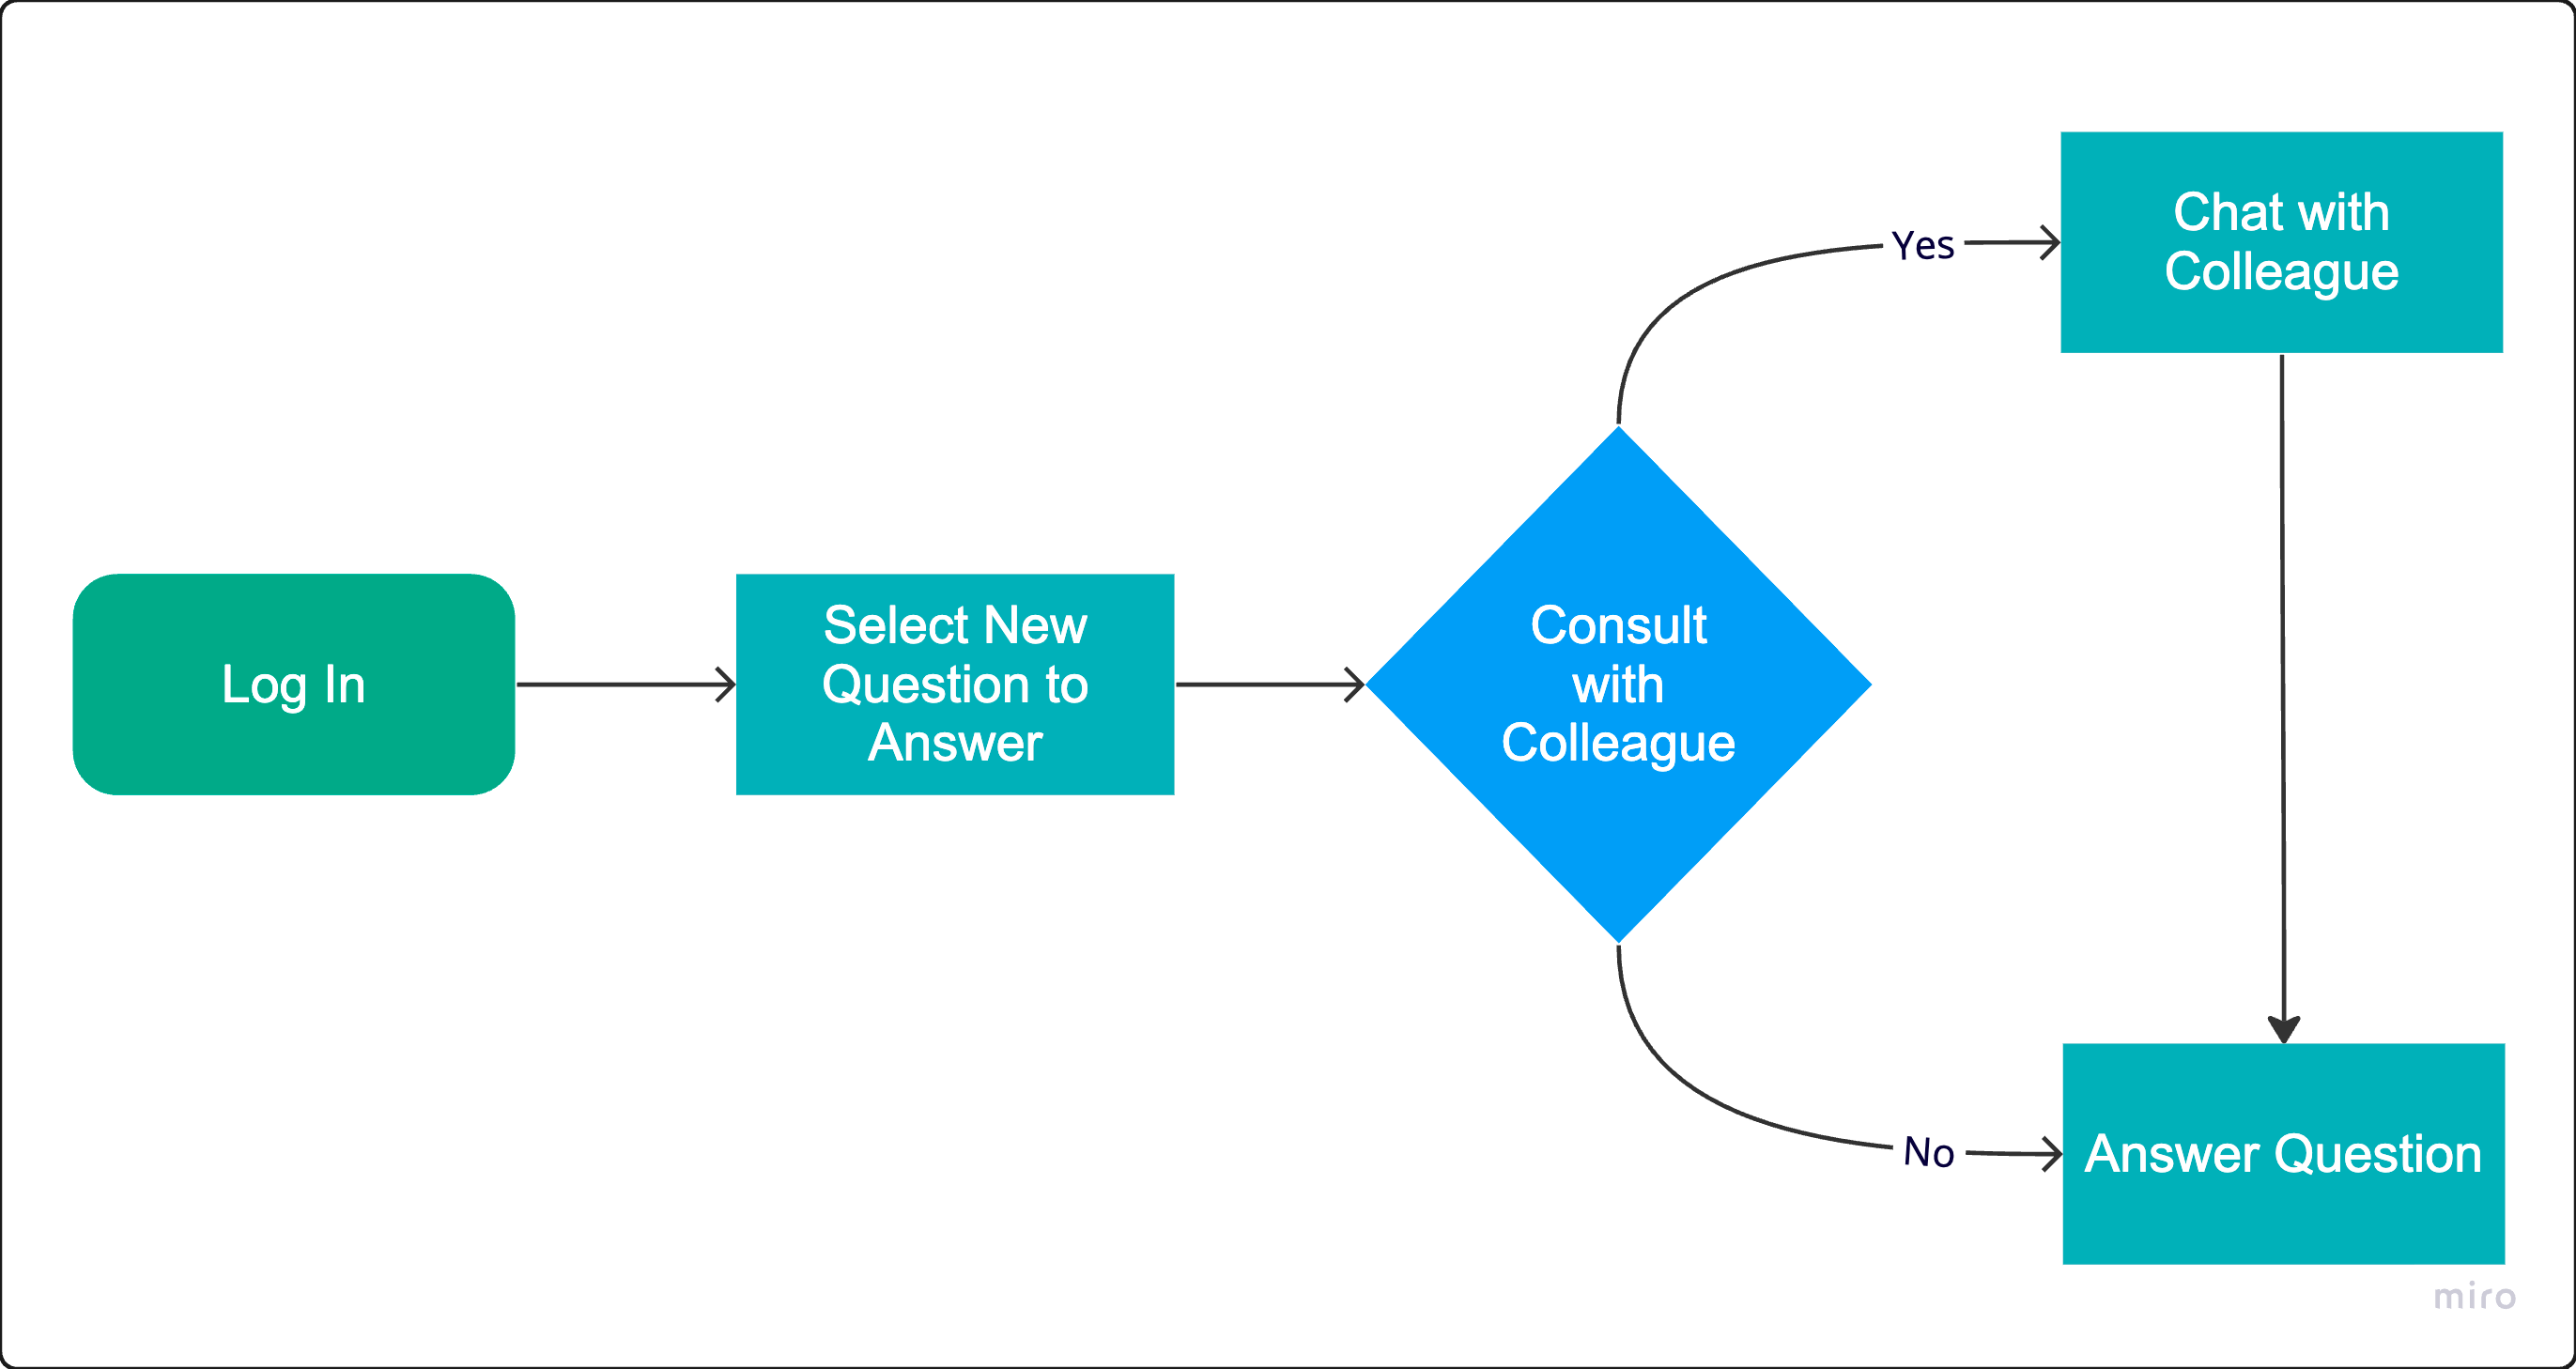 Log In
Select New
Question to
Answer
Consult
with
Colleague
Yes
Chat with
Colleague
No
Answer Question
miro